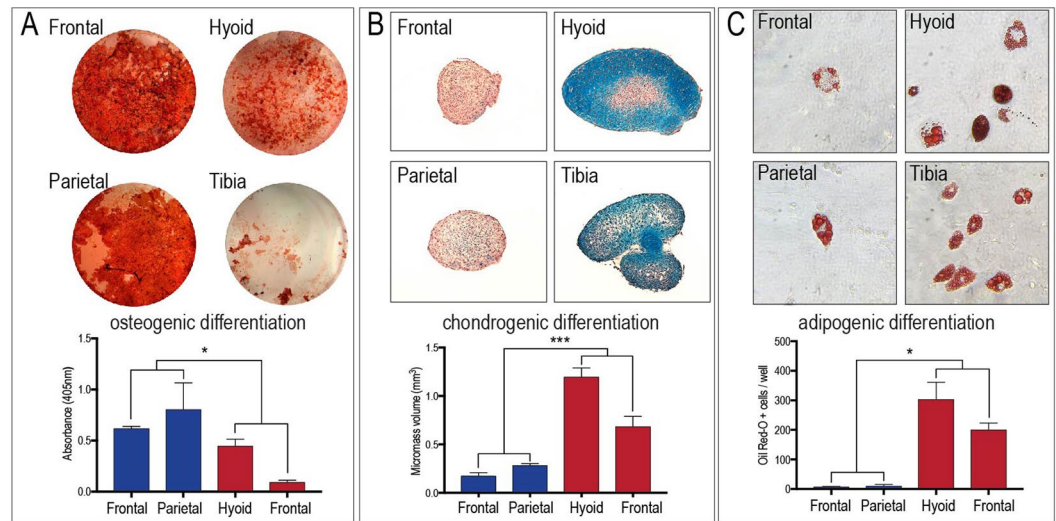 A
Frontal
Hyoid
Parietal
Tibia
osteogenic differentiation
Absorbance (405nm)
1.5
1.0
0.5
0.0
*
Frontal
Parietal
Hyoid
Frontal
B
Frontal
Hyoid
Parietal
Tibia
chondrogenic differentiation
Micromass volume (mm³)
1.5
1.0
0.5
0.0
***
Frontal
Parietal
Hyoid
Frontal
C
Frontal
Hyoid
Parietal
Tibia
adipogenic differentiation
Oil Red-O + cells / well
500
400
300
200
100
0
*
Frontal
Parietal
Hyoid
Frontal